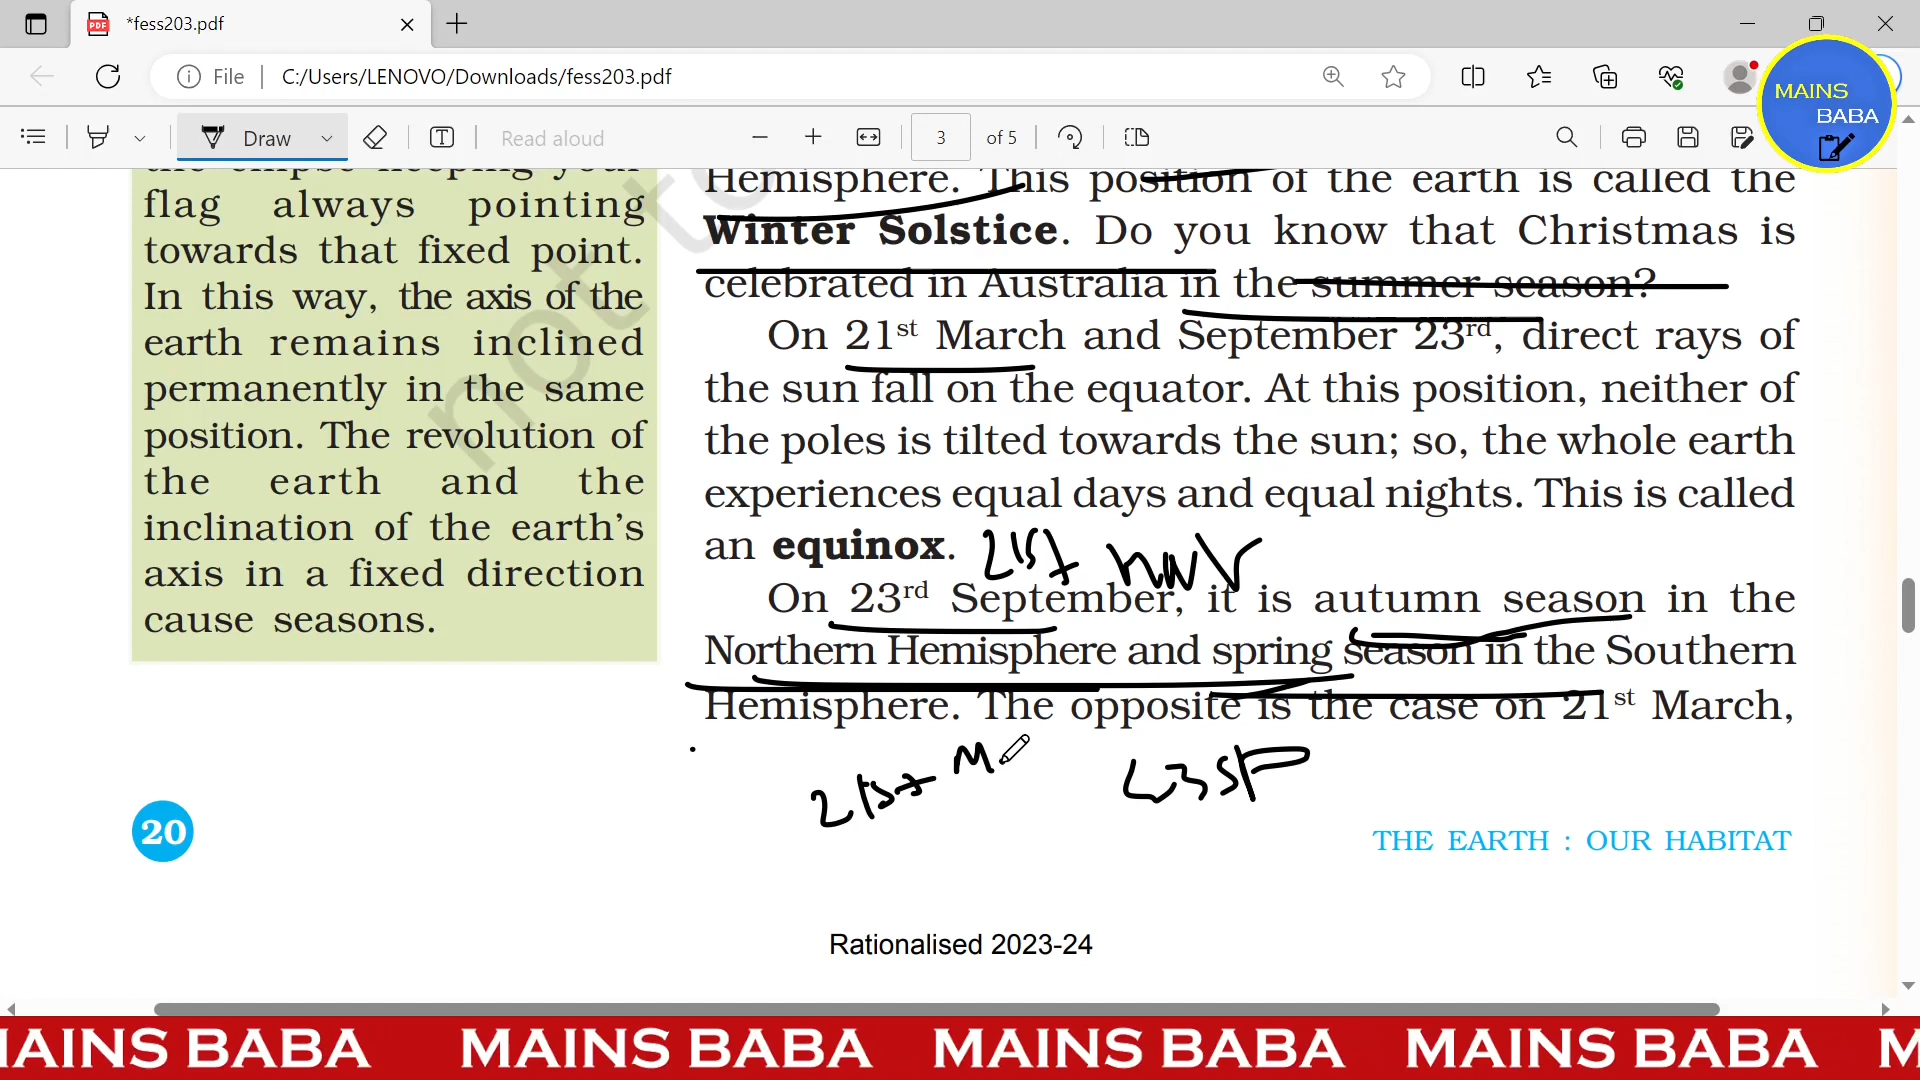 *fess203.pdf
File
C:/Users/LENOVO/Downloads/fess203.pdf
MAINS
BABA
Draw
Read aloud
3 of 5
flag always pointing
towards that fixed point.
In this way, the axis of the
earth remains inclined
permanently in the same
position. The revolution of
the earth and the
inclination of the earth's
axis in a fixed direction
cause seasons.
not to
Hemisphere. This position of the earth is called the
Winter Solstice. Do you know that Christmas is
celebrated in Australia in the summer season?
On 21st March and September 23rd, direct rays of
the sun fall on the equator. At this position, neither of
the poles is tilted towards the sun; so, the whole earth
experiences equal days and equal nights. This is called
an equinox.
21st
On 23rd September, it is autumn season in the
Northern Hemisphere and spring season in the Southern
Hemisphere. The opposite is the case on 21st March,
21st M
20
THE EARTH : OUR HABITAT
Rationalised 2023-24
MAINS BABA MAINS BABA MAINS BABA MAINS BABA